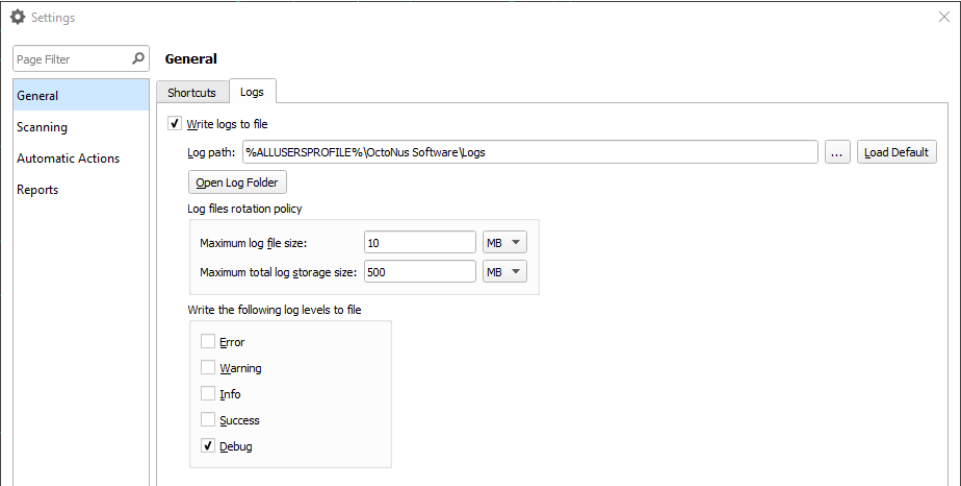 Settings
Page Filter
General
Scanning
Automatic Actions
Reports
General
Shortcuts Logs
Write logs to file
Log path: %ALLUSERSPROFILE%\OctoNus Software\Logs ... Load Default
Open Log Folder
Log files rotation policy
Maximum log file size: 10 MB
Maximum total log storage size: 500 MB
Write the following log levels to file
Error
Warning
Info
Success
Debug